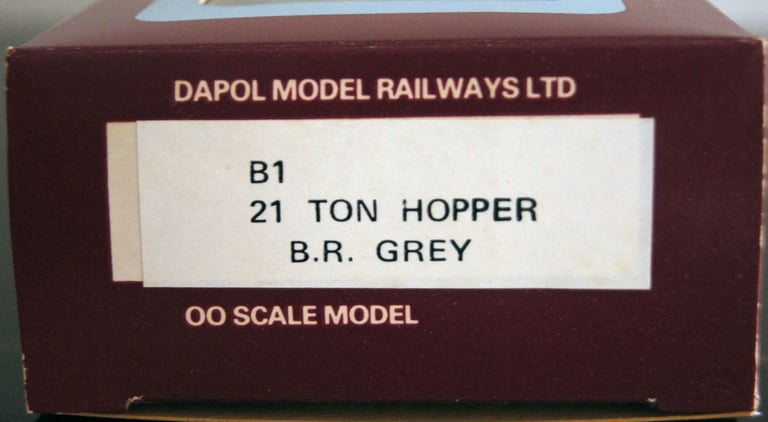 DAPOL MODEL RAILWAYS LTD
B1
21 TON HOPPER
B.R. GREY
OO SCALE MODEL